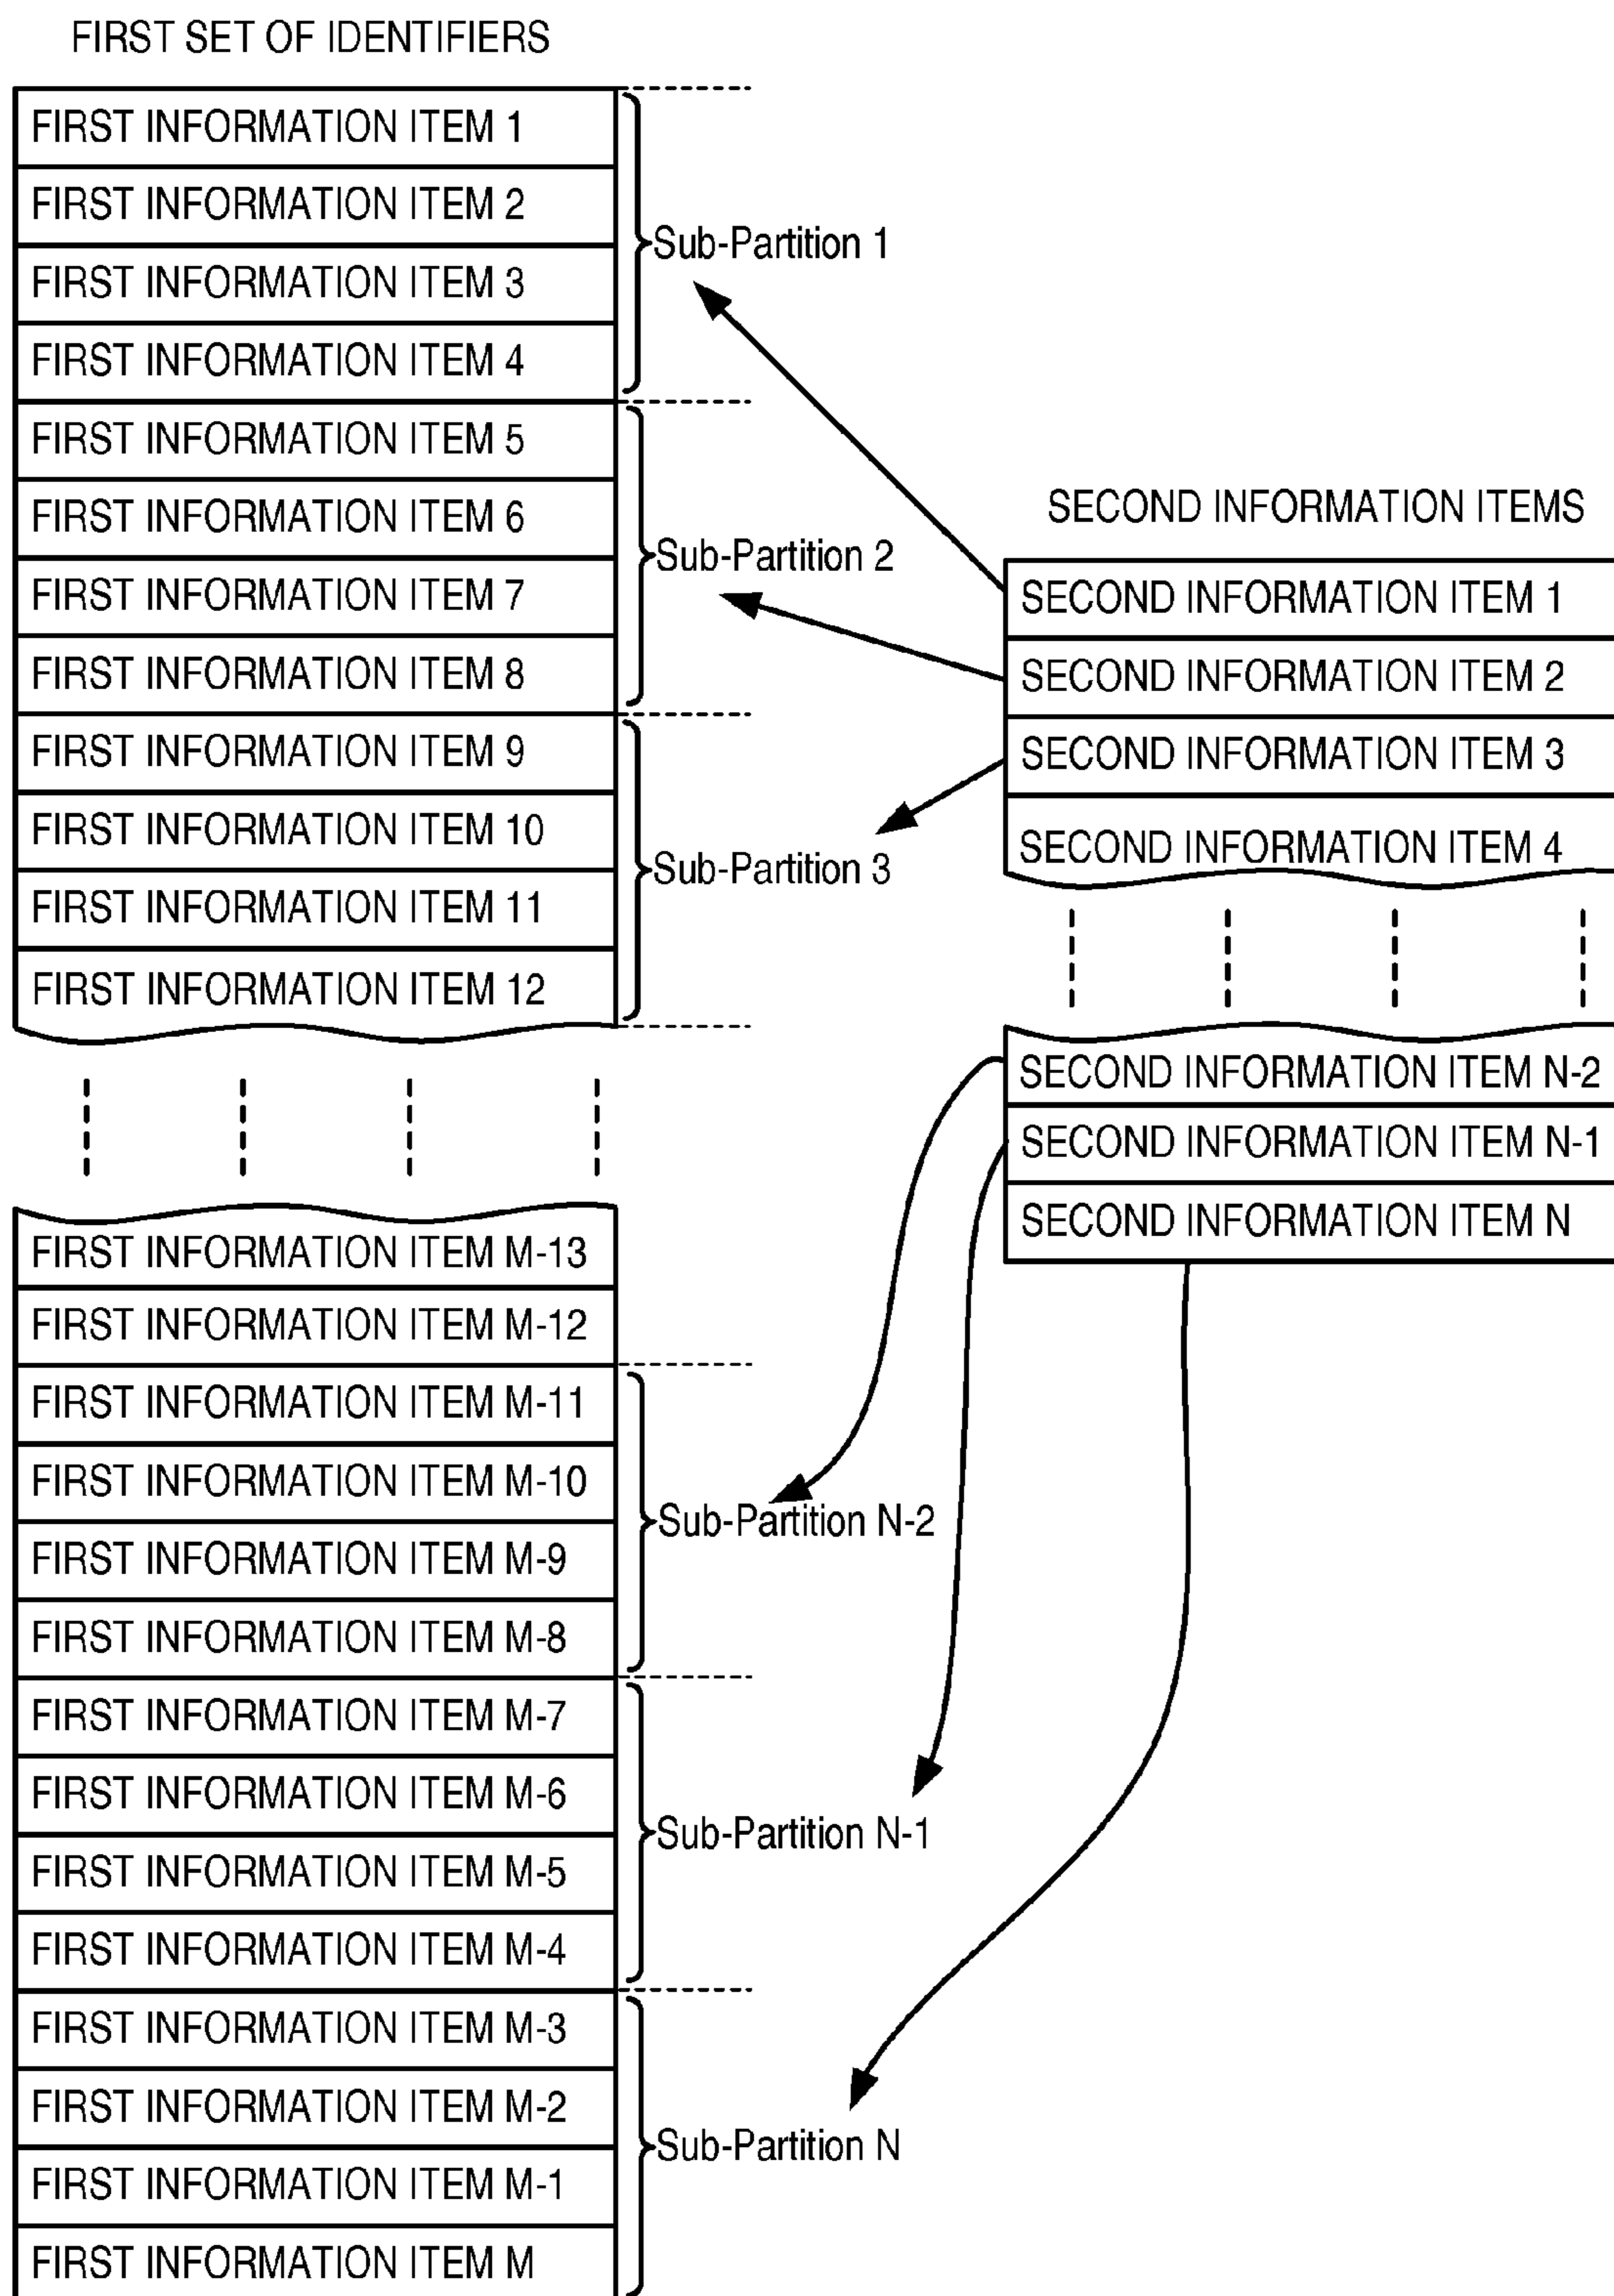 FIRST SET OF IDENTIFIERS
FIRST INFORMATION ITEM 1
FIRST INFORMATION ITEM 2
FIRST INFORMATION ITEM 3
FIRST INFORMATION ITEM 4
FIRST INFORMATION ITEM 5
FIRST INFORMATION ITEM 6
FIRST INFORMATION ITEM 7
FIRST INFORMATION ITEM 8
FIRST INFORMATION ITEM 9
FIRST INFORMATION ITEM 10
FIRST INFORMATION ITEM 11
FIRST INFORMATION ITEM 12
FIRST INFORMATION ITEM M-13
FIRST INFORMATION ITEM M-12
FIRST INFORMATION ITEM M-11
FIRST INFORMATION ITEM M-10
FIRST INFORMATION ITEM M-9
FIRST INFORMATION ITEM M-8
FIRST INFORMATION ITEM M-7
FIRST INFORMATION ITEM M-6
FIRST INFORMATION ITEM M-5
FIRST INFORMATION ITEM M-4
FIRST INFORMATION ITEM M-3
FIRST INFORMATION ITEM M-2
FIRST INFORMATION ITEM M-1
FIRST INFORMATION ITEM M
Sub-Partition 1
Sub-Partition 2
Sub-Partition 3
Sub-Partition N-2
Sub-Partition N-1
Sub-Partition N
SECOND INFORMATION ITEMS
SECOND INFORMATION ITEM 1
SECOND INFORMATION ITEM 2
SECOND INFORMATION ITEM 3
SECOND INFORMATION ITEM 4
SECOND INFORMATION ITEM N-2
SECOND INFORMATION ITEM N-1
SECOND INFORMATION ITEM N